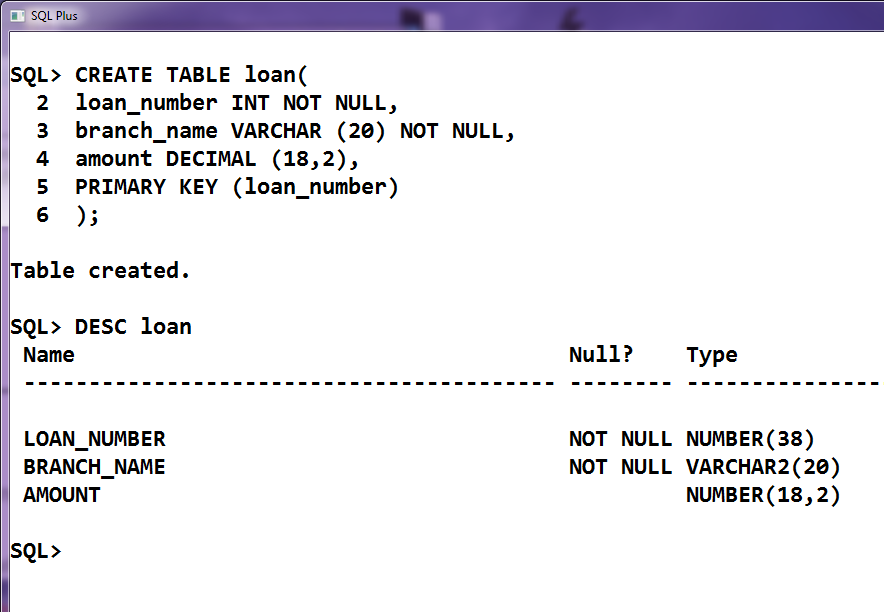 SQL Plus
SQL> CREATE TABLE loan(
2 loan_number INT NOT NULL,
3 branch_name VARCHAR (20) NOT NULL,
4 amount DECIMAL (18,2),
5 PRIMARY KEY (loan_number)
6 );
Table created.
SQL> DESC loan
Name Null? Type
----------------------------------------- -------- ---------------
LOAN_NUMBER NOT NULL NUMBER(38)
BRANCH_NAME NOT NULL VARCHAR2(20)
AMOUNT NUMBER(18,2)
SQL>